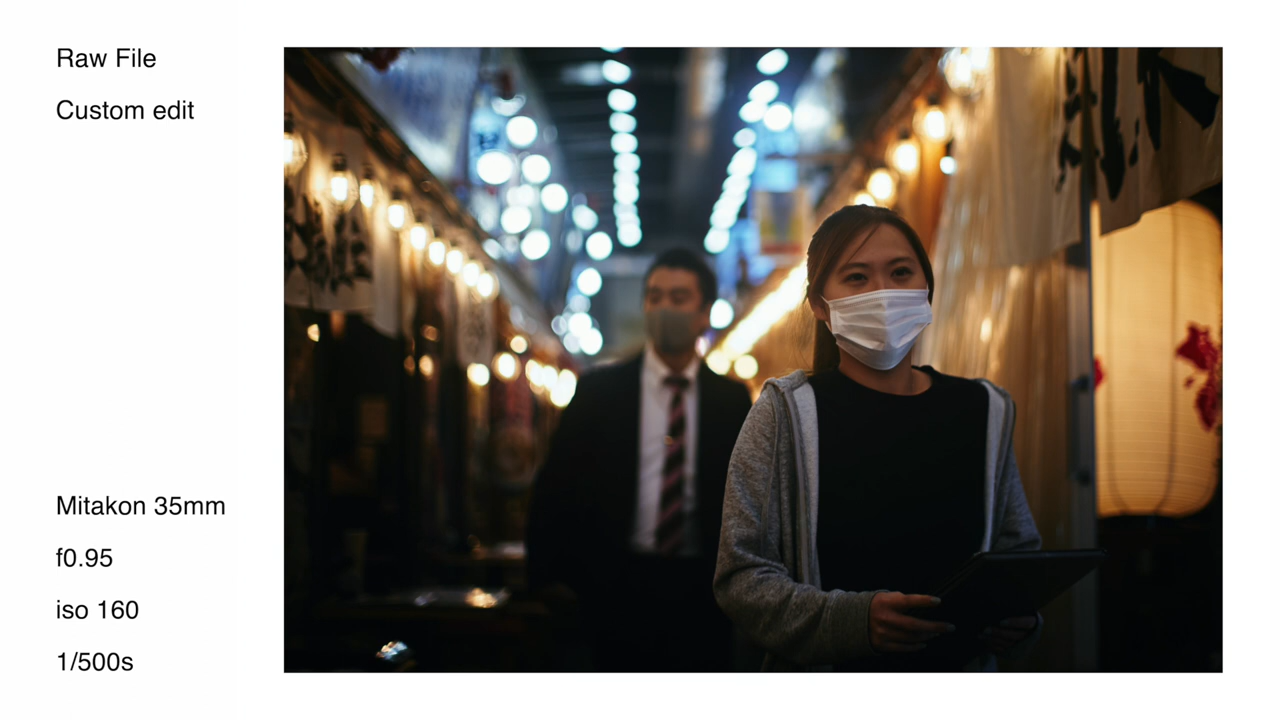 Raw File
Custom edit
Mitakon 35mm
f0.95
iso 160
1/500s